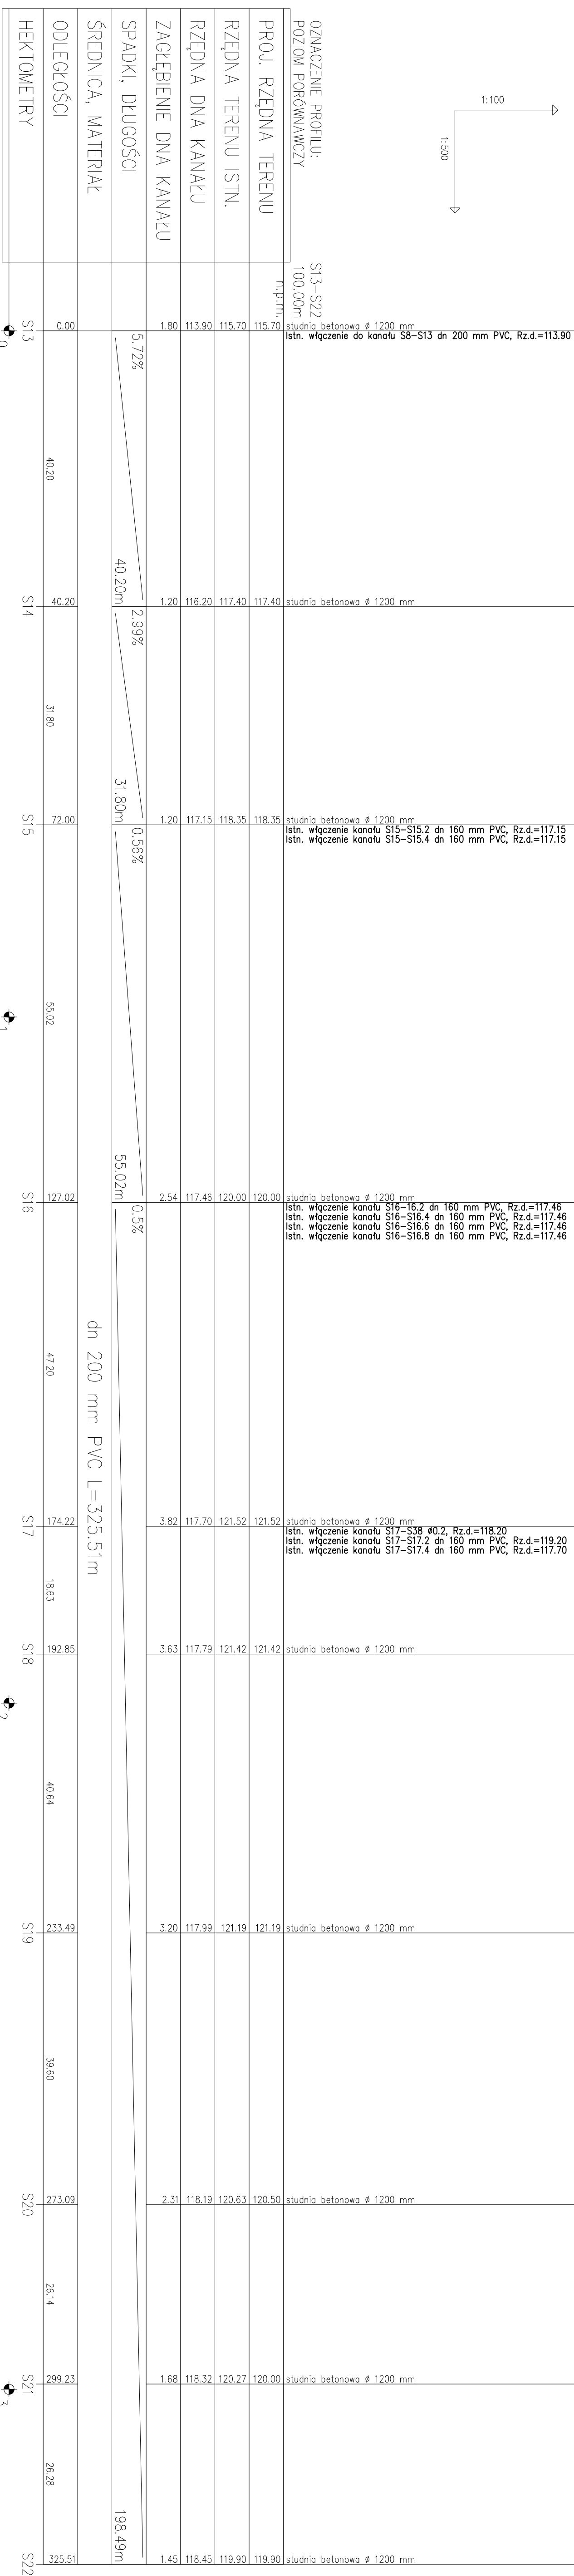 1:100
1:500
OZNACZENIE PROFILU: S13-S22
POZIOM PORÓWNAWCZY 100.00m
n.p.m.
PROJ. RZĘDNA TERENU
RZĘDNA TERENU ISTN.
RZĘDNA DNA KANAŁU
ZAGŁĘBIENIE DNA KANAŁU
SPADKI, DŁUGOŚCI
ŚREDNICA, MATERIAŁ
ODLEGŁOŚCI
HEKTOMETRY
0.00 1.80 113.90 115.70 115.70 studnia betonowa ø 1200 mm
Istn. włączenie do kanału S8-S13 dn 200 mm PVC, Rz.d.=113.90
S13
0
5.72%
40.20
40.20m
40.20 1.20 116.20 117.40 117.40 studnia betonowa ø 1200 mm
S14
2.99%
31.80
31.80m
72.00 1.20 117.15 118.35 118.35 studnia betonowa ø 1200 mm
Istn. włączenie kanału S15-S15.2 dn 160 mm PVC, Rz.d.=117.15
Istn. włączenie kanału S15-S15.4 dn 160 mm PVC, Rz.d.=117.15
S15
0.56%
55.02
1
55.02m
127.02 2.54 117.46 120.00 120.00 studnia betonowa ø 1200 mm
Istn. włączenie kanału S16-16.2 dn 160 mm PVC, Rz.d.=117.46
Istn. włączenie kanału S16-S16.4 dn 160 mm PVC, Rz.d.=117.46
Istn. włączenie kanału S16-S16.6 dn 160 mm PVC, Rz.d.=117.46
Istn. włączenie kanału S16-S16.8 dn 160 mm PVC, Rz.d.=117.46
S16
0.5%
47.20
dn 200 mm PVC L=325.51m
174.22 3.82 117.70 121.52 121.52 studnia betonowa ø 1200 mm
Istn. włączenie kanału S17-S38 ø0.2, Rz.d.=118.20
Istn. włączenie kanału S17-S17.2 dn 160 mm PVC, Rz.d.=119.20
Istn. włączenie kanału S17-S17.4 dn 160 mm PVC, Rz.d.=117.70
S17
18.63
192.85 3.63 117.79 121.42 121.42 studnia betonowa ø 1200 mm
S18
2
40.64
233.49 3.20 117.99 121.19 121.19 studnia betonowa ø 1200 mm
S19
39.60
273.09 2.31 118.19 120.63 120.50 studnia betonowa ø 1200 mm
S20
26.14
299.23 1.68 118.32 120.27 120.00 studnia betonowa ø 1200 mm
S21
3
26.28
198.49m
325.51 1.45 118.45 119.90 119.90 studnia betonowa ø 1200 mm
S22